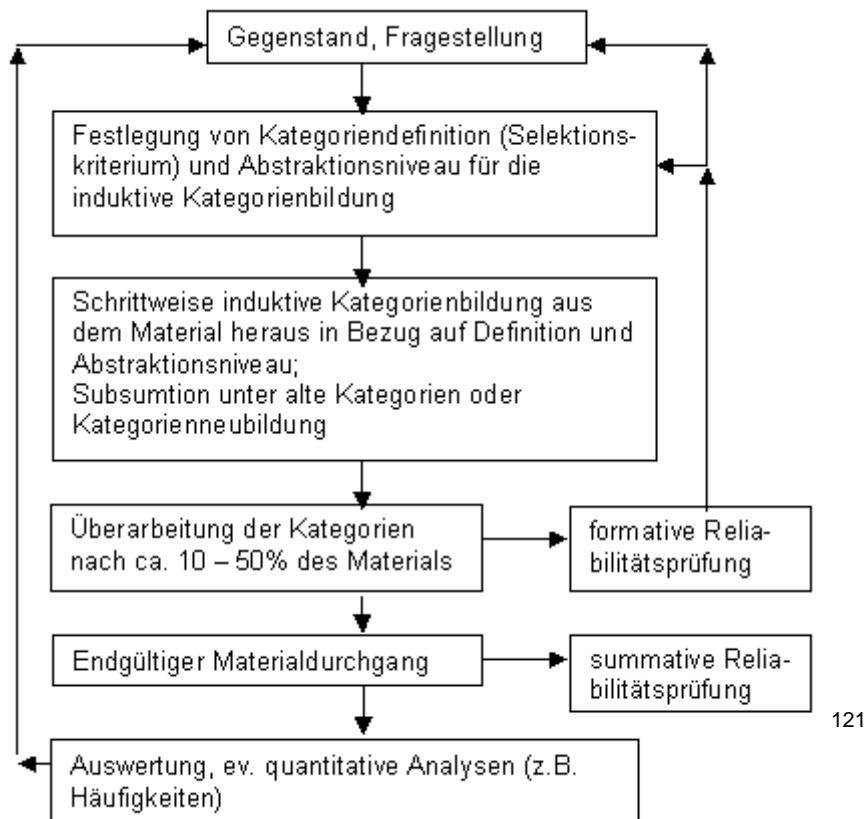 Gegenstand, Fragestellung
Festlegung von Kategoriendefinition (Selektions-
kriterium) und Abstraktionsniveau für die
induktive Kategorienbildung
Schrittweise induktive Kategorienbildung aus
dem Material heraus in Bezug auf Definition und
Abstraktionsniveau;
Subsumtion unter alte Kategorien oder
Kategorienneubildung
Überarbeitung der Kategorien
nach ca. 10 – 50% des Materials
formative Relia-
bilitätsprüfung
Endgültiger Materialdurchgang
summative Relia-
bilitätsprüfung
121
Auswertung, ev. quantitative Analysen (z.B.
Häufigkeiten)